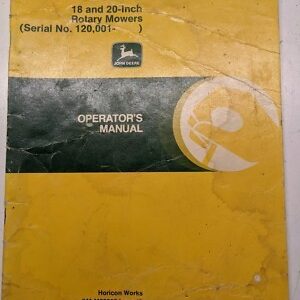 18 and 20-Inch
Rotary Mowers
(Serial No. 120,001- )
JOHN DEERE
OPERATOR'S
MANUAL
Horicon Works